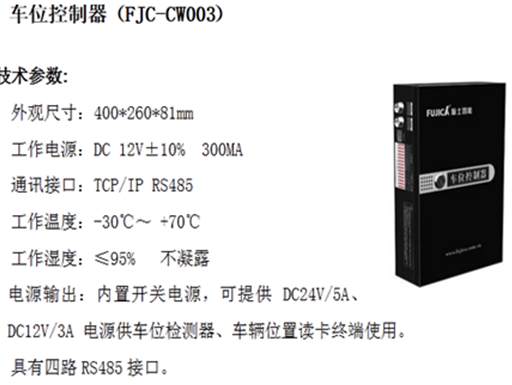 车位控制器 (FJC-CW003)
技术参数:
外观尺寸：400*260*81mm
工作电源：DC 12V±10% 300MA
通讯接口：TCP/IP RS485
工作温度：-30℃～ +70℃
工作湿度：≤95% 不凝露
电源输出：内置开关电源，可提供 DC24V/5A、
DC12V/3A 电源供车位检测器、车辆位置读卡终端使用。
具有四路 RS485 接口。
FUJICA 富士智能
车位控制器
www.fujica.com.cn